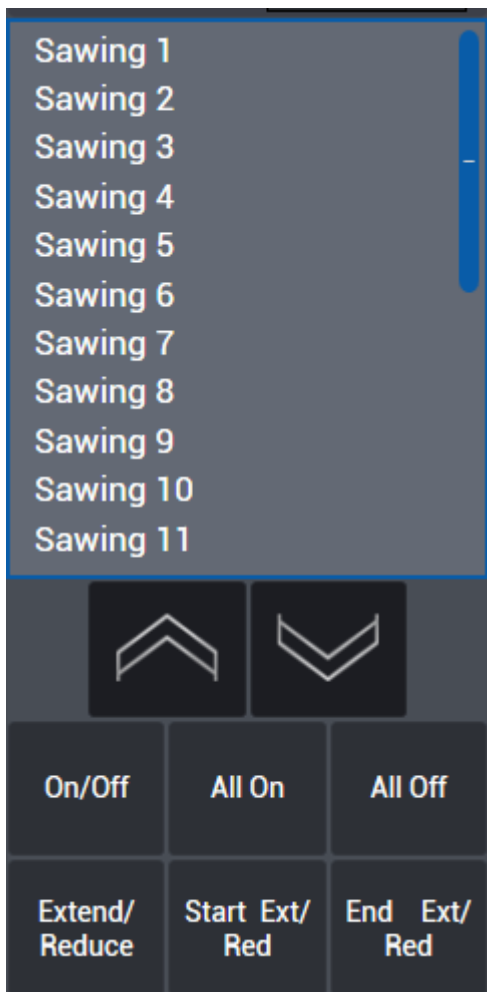 Sawing 1
Sawing 2
Sawing 3
Sawing 4
Sawing 5
Sawing 6
Sawing 7
Sawing 8
Sawing 9
Sawing 10
Sawing 11
On/Off
All On
All Off
Extend/
Reduce
Start Ext/
Red
End Ext/
Red